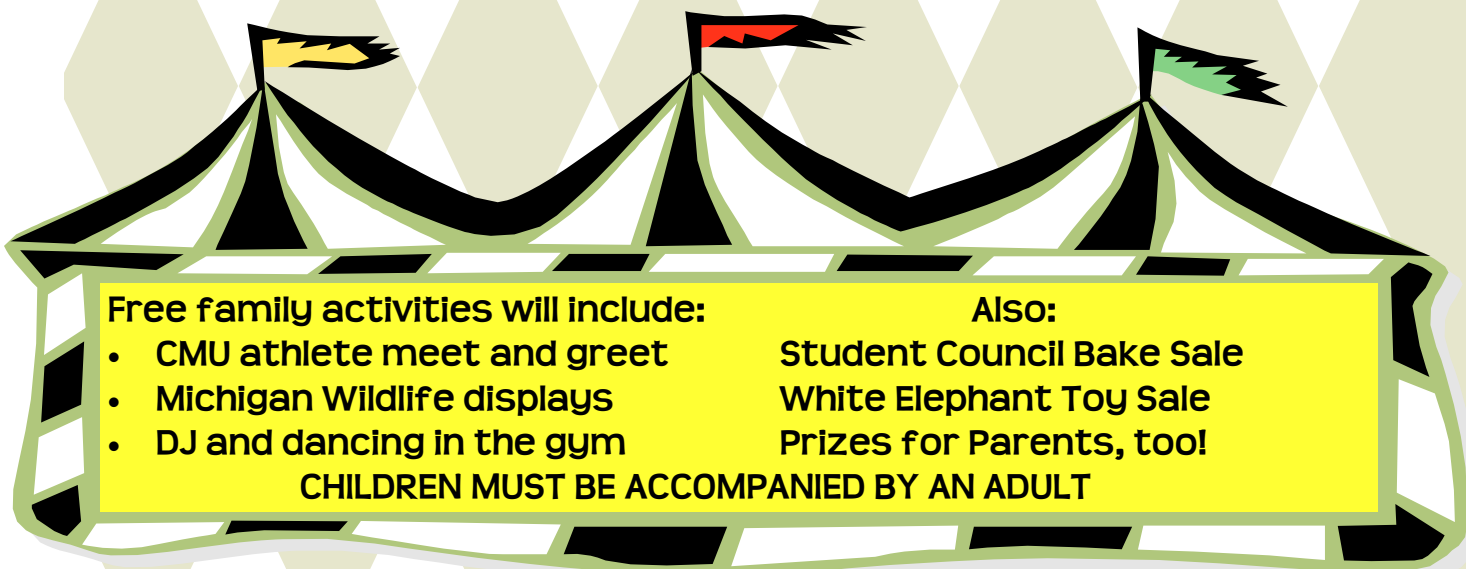 Free family activities will include:
• CMU athlete meet and greet
• Michigan Wildlife displays
• DJ and dancing in the gym
Also:
Student Council Bake Sale
White Elephant Toy Sale
Prizes for Parents, too!
CHILDREN MUST BE ACCOMPANIED BY AN ADULT